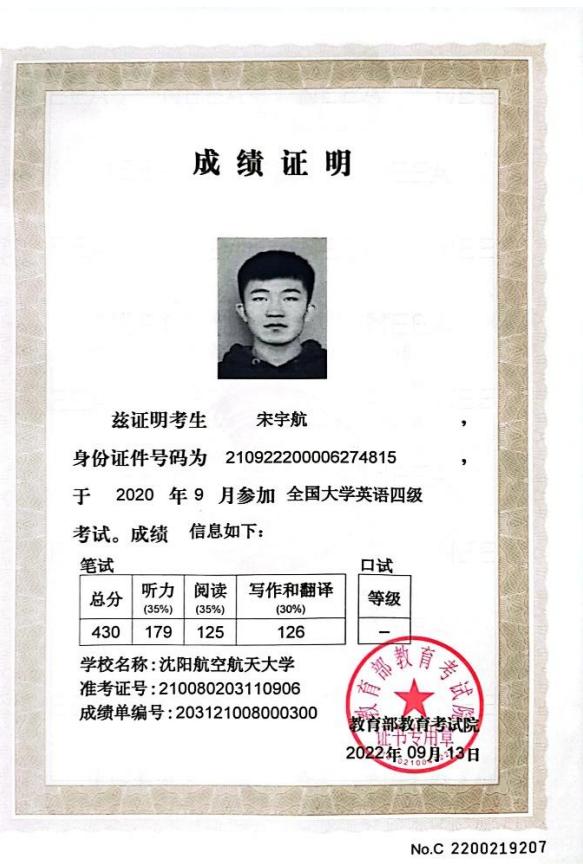 成绩证明
兹证明考生 宋宇航 ，
身份证件号码为 210922200006274815 ，
于 2020 年 9 月参加 全国大学英语四级
考试。成绩 信息如下：
笔试 口试
总分 听力 (35%) 阅读 (35%) 写作和翻译 (30%) 等级
430 179 125 126 –
学校名称：沈阳航空航天大学
准考证号：210080203110906
成绩单编号：203121008000300
教育部教育考试院
教育部教育考试院
证书专用章
2022年 09月 13日
No.C 2200219207